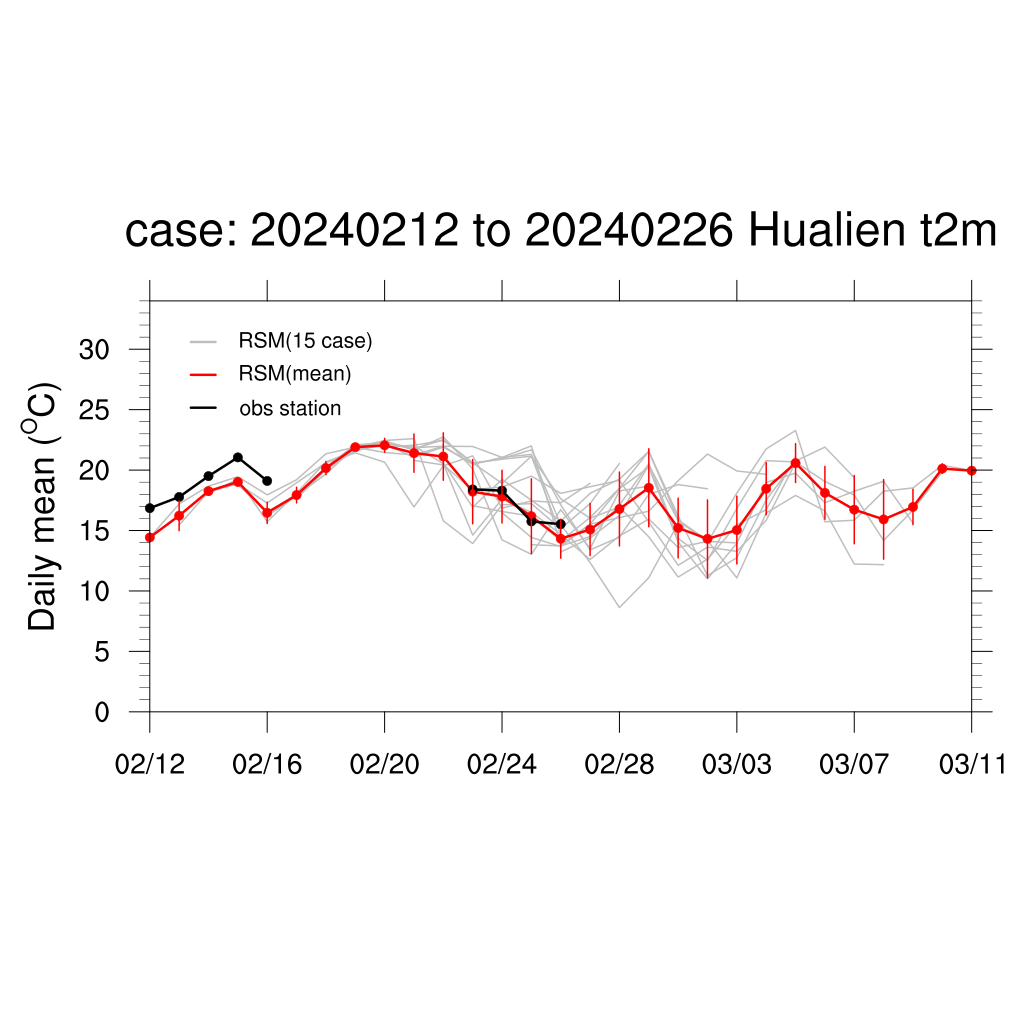 case: 20240212 to 20240226 Hualien t2m
RSM(15 case)
RSM(mean)
obs station
Daily mean (°C)
30
25
20
15
10
5
0
02/12 02/16 02/20 02/24 02/28 03/03 03/07 03/11